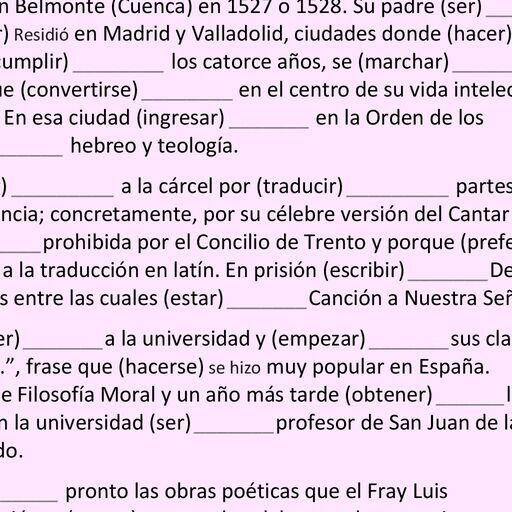 n Belmonte (Cuenca) en 1527 o 1528. Su padre (ser) ___
r) Residió en Madrid y Valladolid, ciudades donde (hacer)
cumplir) ________ los catorce años, se (marchar) _____
ue (convertirse) ________ en el centro de su vida intelec
En esa ciudad (ingresar) _______ en la Orden de los
______ hebreo y teología.
) _________ a la cárcel por (traducir) _________ partes
ncia; concretamente, por su célebre versión del Cantar
____ prohibida por el Concilio de Trento y porque (prefe
a la traducción en latín. En prisión (escribir) _______ De
s entre las cuales (estar) _______ Canción a Nuestra Señ
er) _______ a la universidad y (empezar) _______ sus cla
.”, frase que (hacerse) se hizo muy popular en España.
e Filosofía Moral y un año más tarde (obtener) ______ l
n la universidad (ser) _______ profesor de San Juan de la
do.
_____ pronto las obras poéticas que el Fray Luis